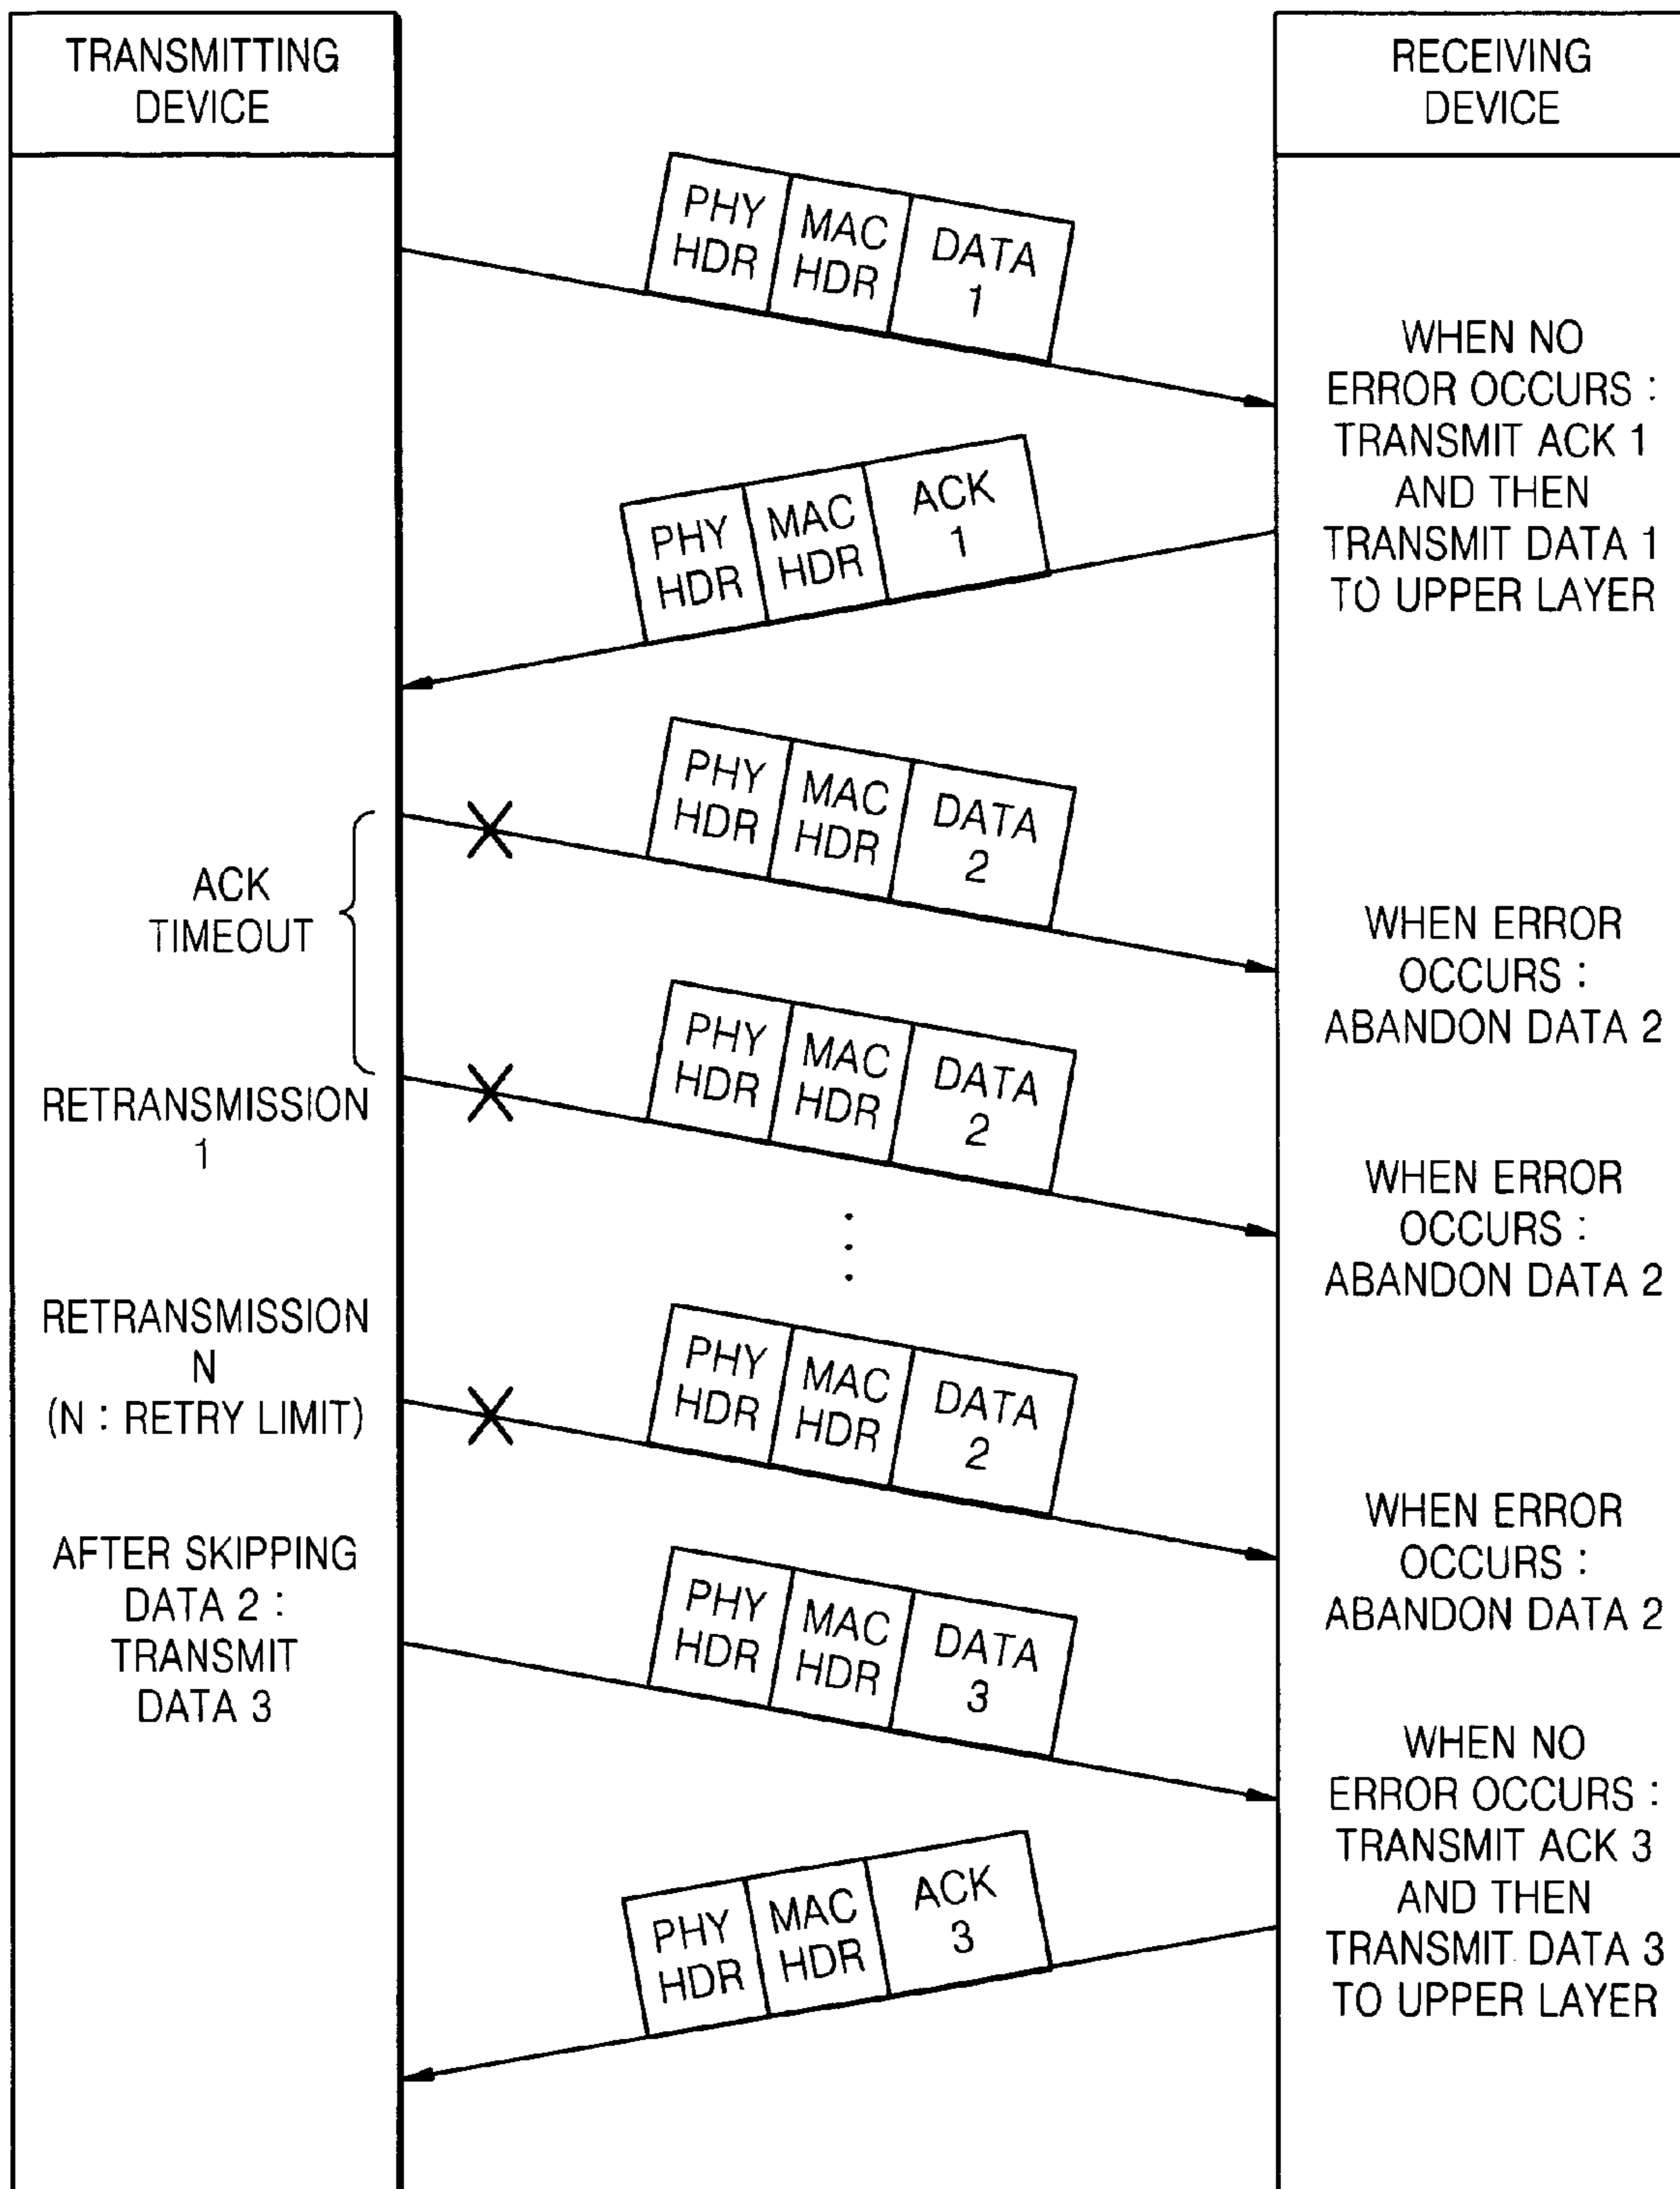 TRANSMITTING
DEVICE
RECEIVING
DEVICE
PHY
HDR
MAC
HDR
DATA
1
WHEN NO
ERROR OCCURS :
TRANSMIT ACK 1
AND THEN
TRANSMIT DATA 1
TO UPPER LAYER
PHY
HDR
MAC
HDR
ACK
1
PHY
HDR
MAC
HDR
DATA
2
ACK
TIMEOUT
WHEN ERROR
OCCURS :
ABANDON DATA 2
PHY
HDR
MAC
HDR
DATA
2
RETRANSMISSION
1
WHEN ERROR
OCCURS :
ABANDON DATA 2
RETRANSMISSION
N
(N : RETRY LIMIT)
PHY
HDR
MAC
HDR
DATA
2
WHEN ERROR
OCCURS :
ABANDON DATA 2
AFTER SKIPPING
DATA 2 :
TRANSMIT
DATA 3
PHY
HDR
MAC
HDR
DATA
3
WHEN NO
ERROR OCCURS :
TRANSMIT ACK 3
AND THEN
TRANSMIT DATA 3
TO UPPER LAYER
PHY
HDR
MAC
HDR
ACK
3